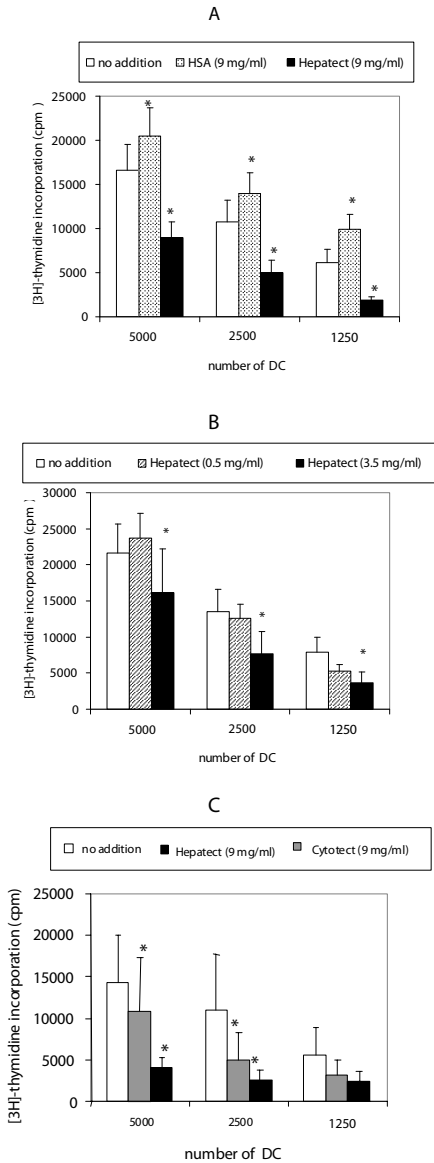 A
no addition HSA (9 mg/ml) Hepatect (9 mg/ml)
[3H]-thymidine incorporation (cpm
25000
20000
15000
10000
5000
0
* * * * * *
5000 2500 1250
number of DC
B
no addition Hepatect (0.5 mg/ml) Hepatect (3.5 mg/ml)
[3H]-thymidine incorporation (cpm
30000
25000
20000
15000
10000
5000
0
* * *
5000 2500 1250
number of DC
C
no addition Hepatect (9 mg/ml) Cytotect (9 mg/ml)
[3H]-thymidine incorporation (cpm)
25000
20000
15000
10000
5000
0
* * * *
5000 2500 1250
number of DC